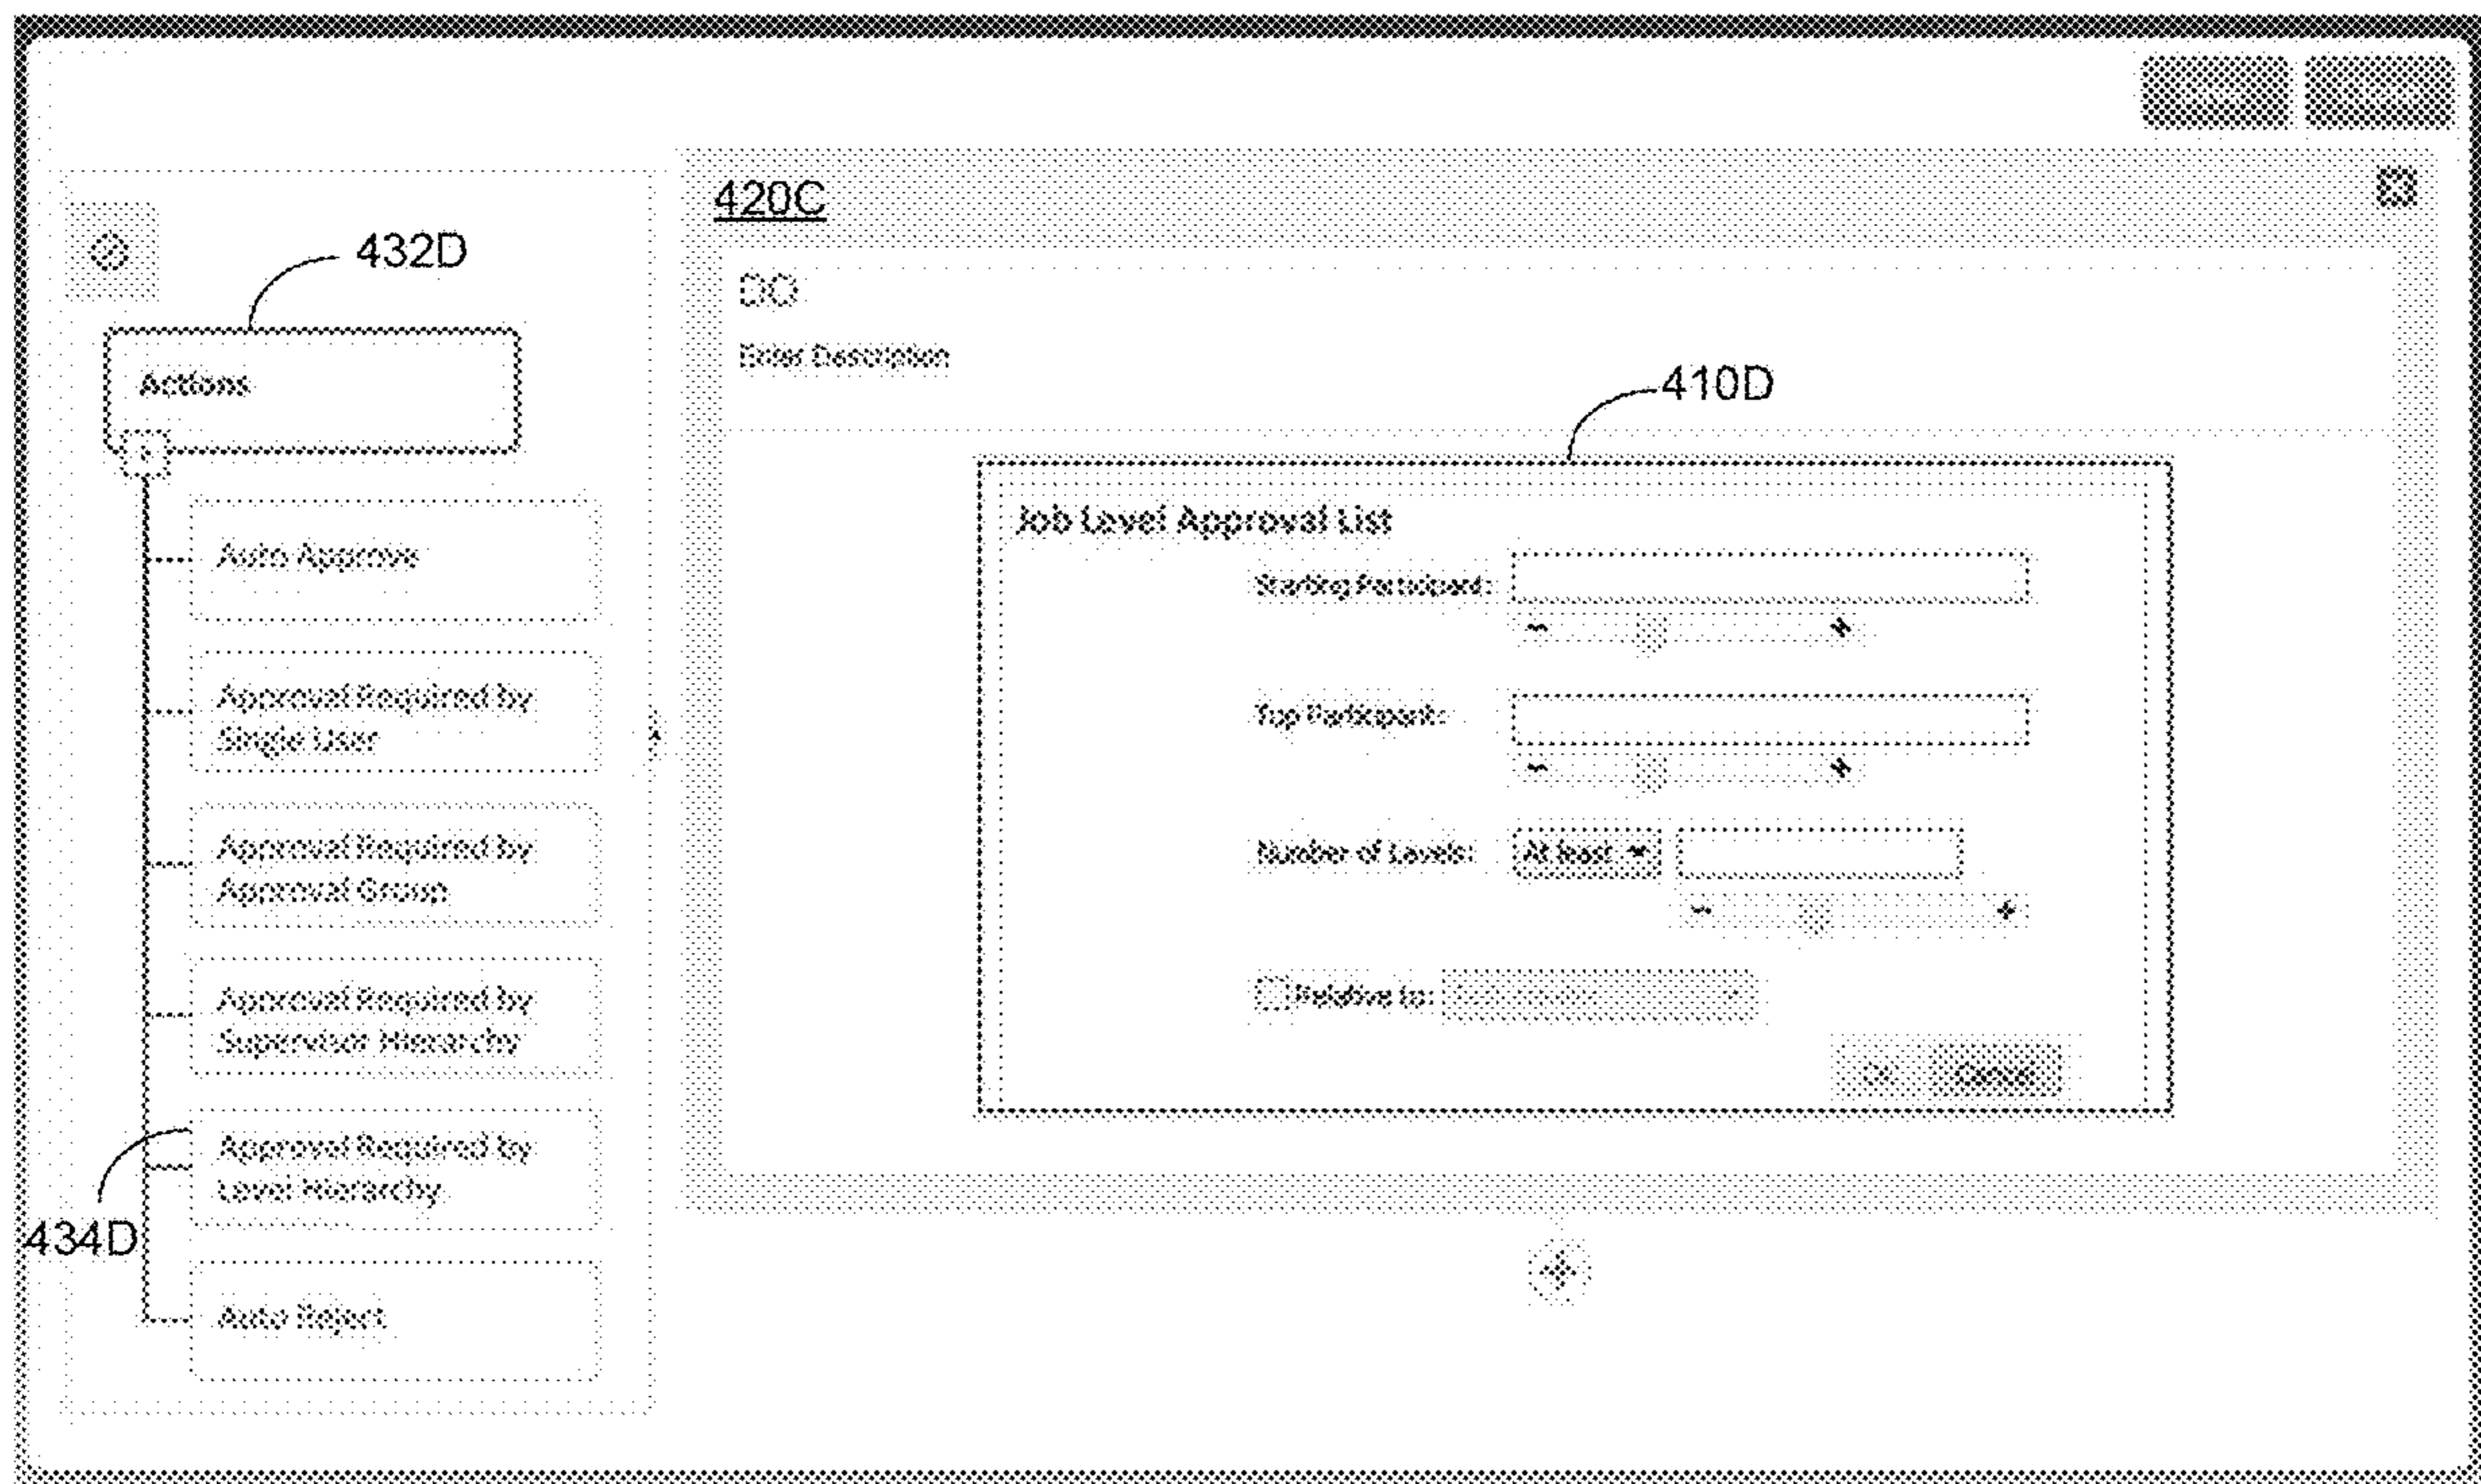 420C
432D
DO
Enter Description
Actions
410D
Job Level Approval List
Auto Approve
Starting Participant:
Approval Required by
Single User
Top Participant:
Approval Required by
Approval Group
Number of Levels: At least
Approval Required by
Supervisor Hierarchy
Relative to:
Cancel
Approval Required by
Level Hierarchy
434D
Auto Reject